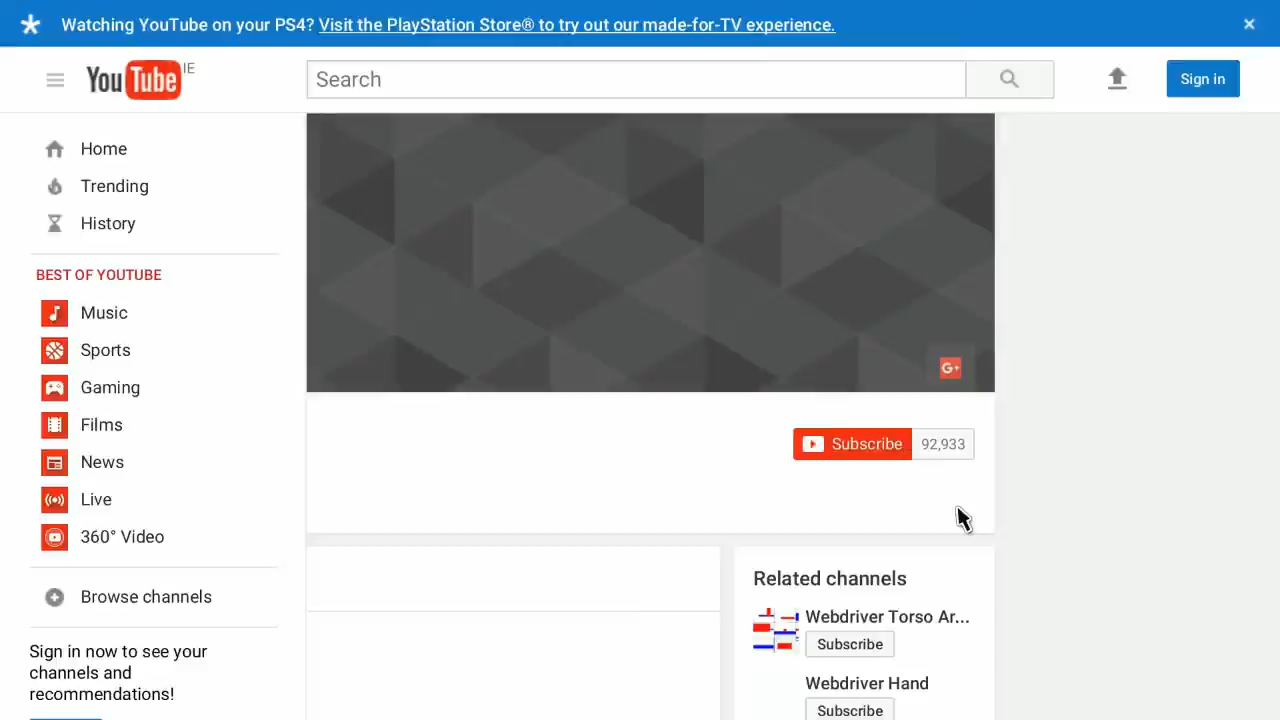 Watching YouTube on your PS4? Visit the PlayStation Store® to try out our made-for-TV experience.
YouTube IE
Search
Sign in
Home
Trending
History
BEST OF YOUTUBE
Music
Sports
Gaming
Films
News
Live
360° Video
Browse channels
Sign in now to see your
channels and
recommendations!
G+
Subscribe 92,933
Related channels
Webdriver Torso Ar...
Subscribe
Webdriver Hand
Subscribe